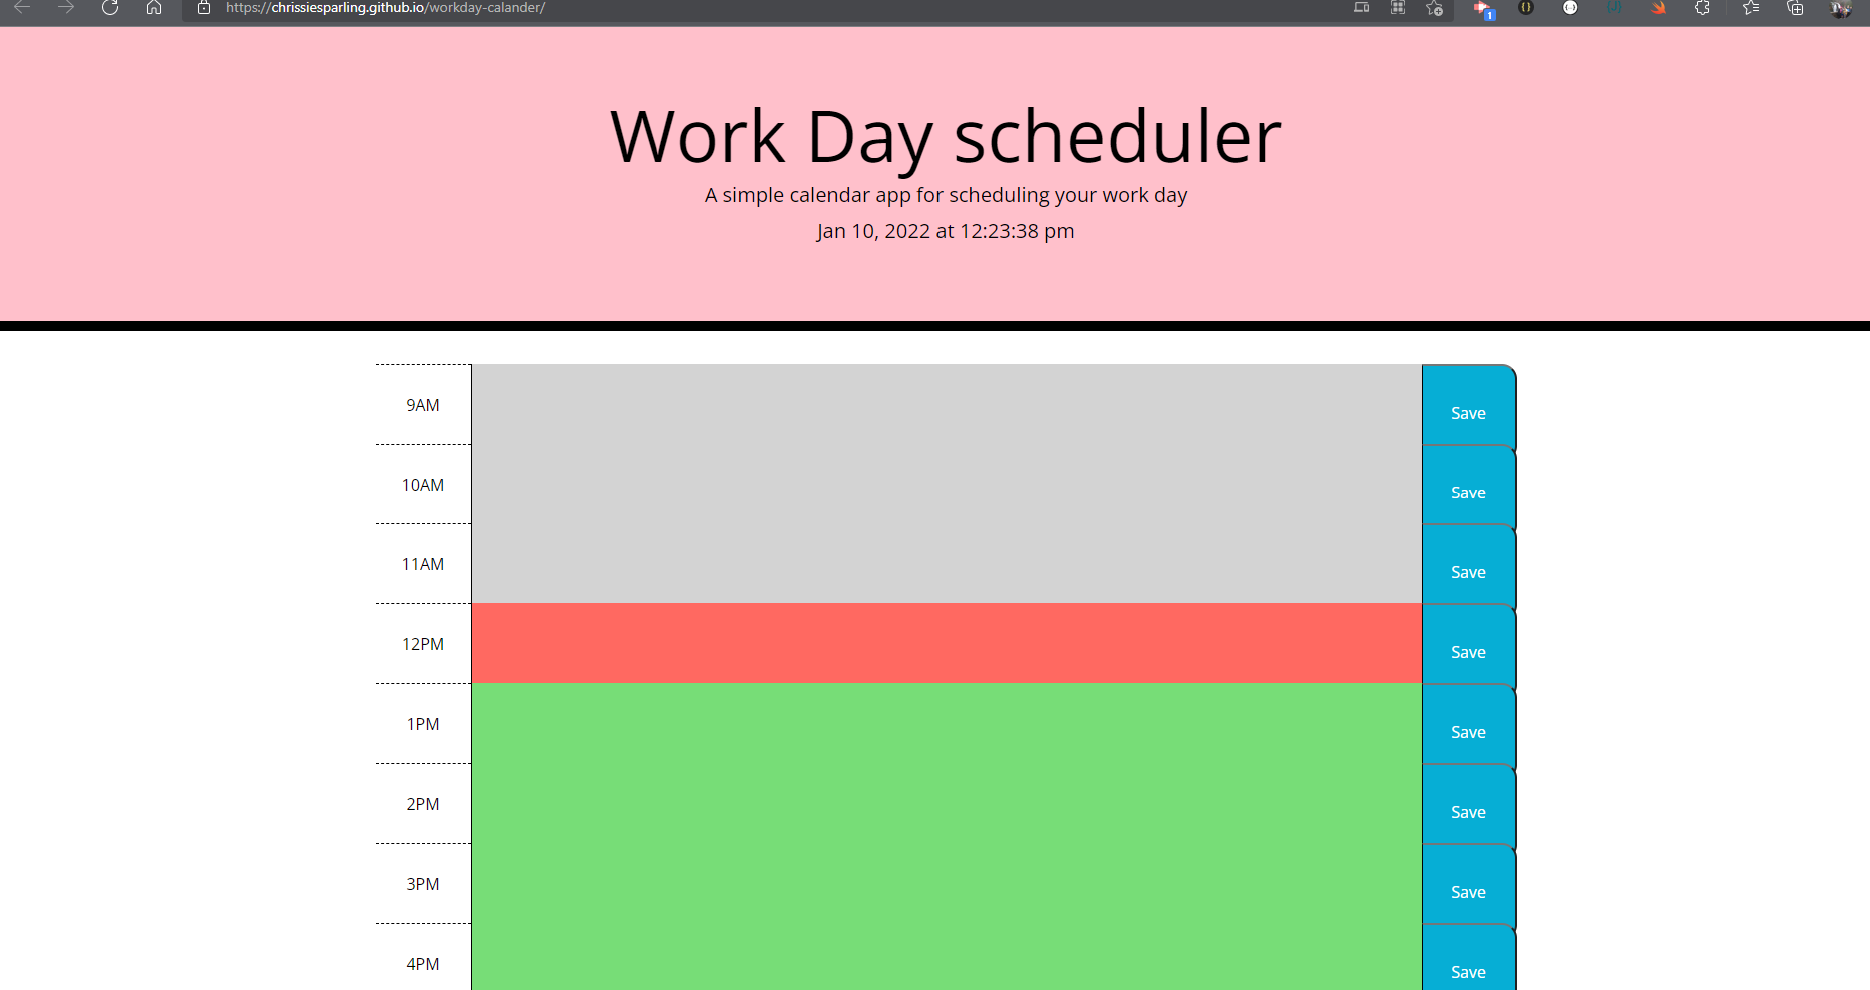 https://chrissiesparling.github.io/workday-calander/
1
Work Day scheduler
A simple calendar app for scheduling your work day
Jan 10, 2022 at 12:23:38 pm
9AM Save
10AM Save
11AM Save
12PM Save
1PM Save
2PM Save
3PM Save
4PM Save